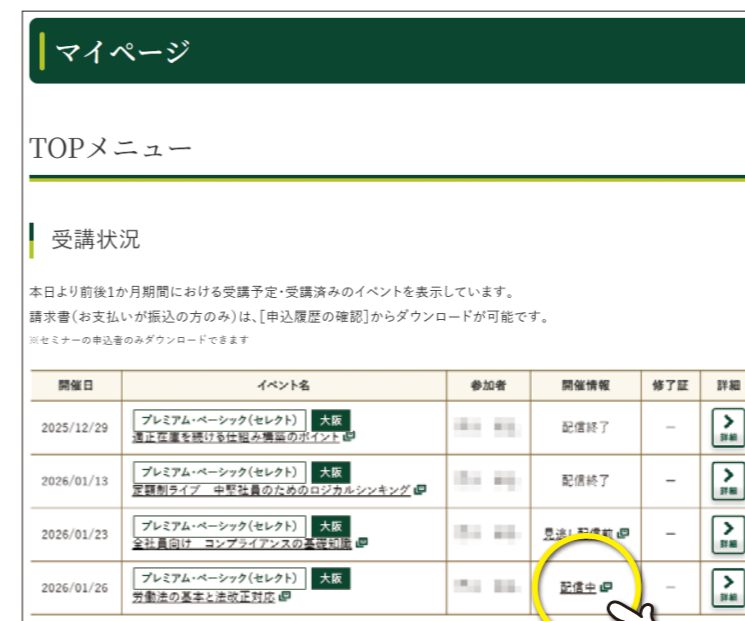 マイページ
TOPメニュー
受講状況
本日より前後1か月期間における受講予定・受講済みのイベントを表示しています。
請求書(お支払いが振込の方のみ)は、[申込履歴の確認]からダウンロードが可能です。
※セミナーの申込者のみダウンロードできます
開催日 イベント名 参加者 開催情報 修了証 詳細
2025/12/29 プレミアム・ベーシック(セレクト) 大阪 配信終了 － 詳細
適正在庫を続ける仕組み構築のポイント
2026/01/13 プレミアム・ベーシック(セレクト) 大阪 配信終了 － 詳細
定額制ライブ 中堅社員のためのロジカルシンキング
2026/01/23 プレミアム・ベーシック(セレクト) 大阪 見逃し配信前 － 詳細
全社員向け コンプライアンスの基礎知識
2026/01/26 プレミアム・ベーシック(セレクト) 大阪 配信中 － 詳細
労働法の基本と法改正対応